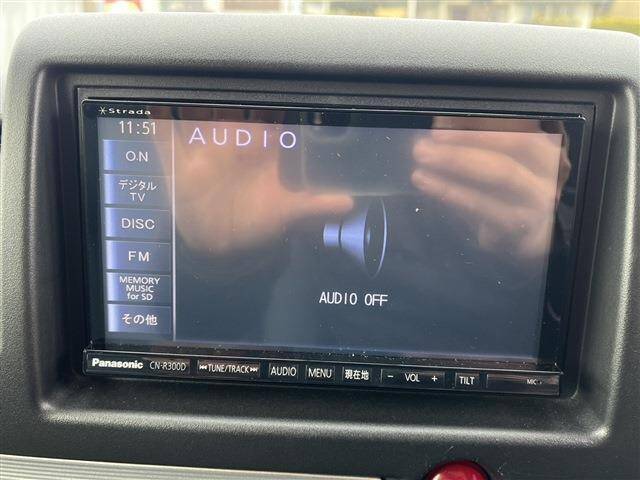 Strada
11:51
AUDIO
O.N
デジタル
TV
DISC
FM
MEMORY
MUSIC
for SD
その他
AUDIO OFF
Panasonic CN-R300D TUNE/TRACK AUDIO MENU 現在地 - VOL + TILT MIC